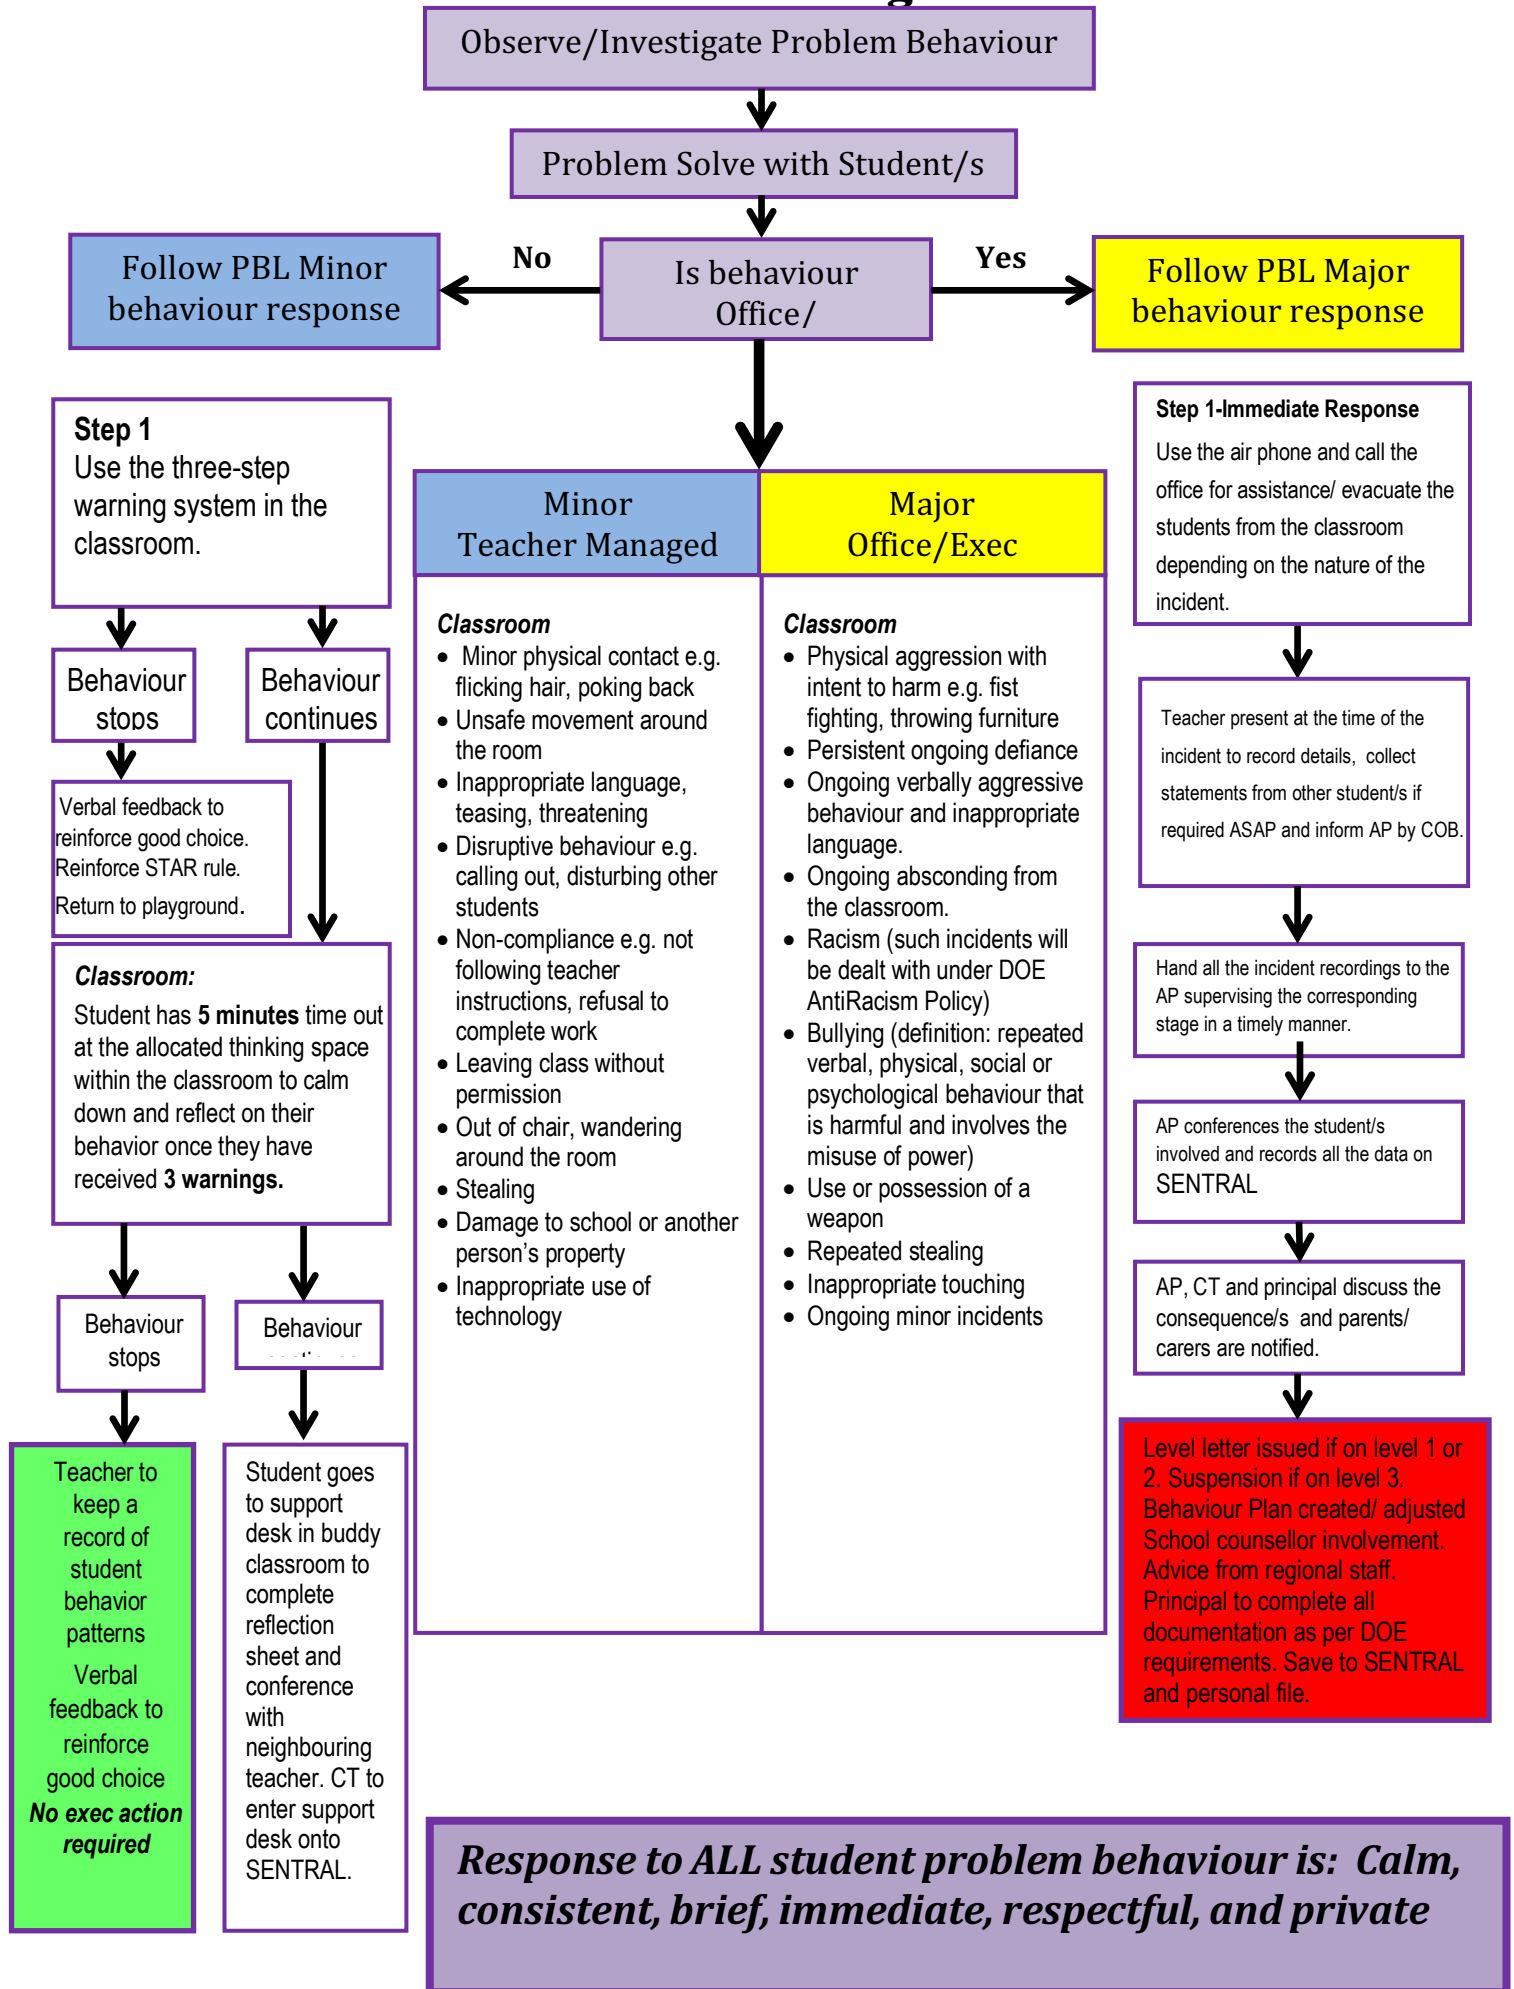 Observe/Investigate Problem Behaviour
Problem Solve with Student/s
No
Is behaviour
Office/
Yes
Follow PBL Minor
behaviour response
Follow PBL Major
behaviour response
Step 1
Use the three-step
warning system in the
classroom.
Behaviour
stops
Behaviour
continues
Verbal feedback to
reinforce good choice.
Reinforce STAR rule.
Return to playground.
Classroom:
Student has 5 minutes time out
at the allocated thinking space
within the classroom to calm
down and reflect on their
behavior once they have
received 3 warnings.
Behaviour
stops
Behaviour
Teacher to
keep a
record of
student
behavior
patterns
Verbal
feedback to
reinforce
good choice
No exec action
required
Student goes
to support
desk in buddy
classroom to
complete
reflection
sheet and
conference
with
neighbouring
teacher. CT to
enter support
desk onto
SENTRAL.
Minor
Teacher Managed
Classroom
• Minor physical contact e.g.
flicking hair, poking back
• Unsafe movement around
the room
• Inappropriate language,
teasing, threatening
• Disruptive behaviour e.g.
calling out, disturbing other
students
• Non-compliance e.g. not
following teacher
instructions, refusal to
complete work
• Leaving class without
permission
• Out of chair, wandering
around the room
• Stealing
• Damage to school or another
person's property
• Inappropriate use of
technology
Major
Office/Exec
Classroom
• Physical aggression with
intent to harm e.g. fist
fighting, throwing furniture
• Persistent ongoing defiance
• Ongoing verbally aggressive
behaviour and inappropriate
language.
• Ongoing absconding from
the classroom.
• Racism (such incidents will
be dealt with under DOE
AntiRacism Policy)
• Bullying (definition: repeated
verbal, physical, social or
psychological behaviour that
is harmful and involves the
misuse of power)
• Use or possession of a
weapon
• Repeated stealing
• Inappropriate touching
• Ongoing minor incidents
Step 1-Immediate Response
Use the air phone and call the
office for assistance/ evacuate the
students from the classroom
depending on the nature of the
incident.
Teacher present at the time of the
incident to record details, collect
statements from other student/s if
required ASAP and inform AP by COB.
Hand all the incident recordings to the
AP supervising the corresponding
stage in a timely manner.
AP conferences the student/s
involved and records all the data on
SENTRAL
AP, CT and principal discuss the
consequence/s and parents/
carers are notified.
Level letter issued if on level 1 or
2. Suspension if on level 3.
Behaviour Plan created/ adjusted
School counsellor involvement.
Advice from regional staff.
Principal to complete all
documentation as per DOE
requirements. Save to SENTRAL
and personal file.
Response to ALL student problem behaviour is: Calm,
consistent, brief, immediate, respectful, and private